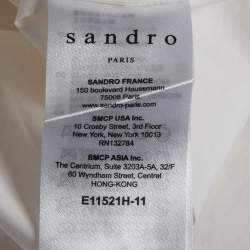 sandro
PARIS
SANDRO FRANCE
150 boulevard Haussmann
75008 Paris
www.sandro-paris.com
SMCP USA Inc.
10 Crosby Street, 3rd Floor
New York, New York 10013
RN132784
SMCP ASIA Inc.
The Centrium, Suite 3203A-5A, 32/F
60 Wyndham Street, Central
HONG-KONG
E11521H-11